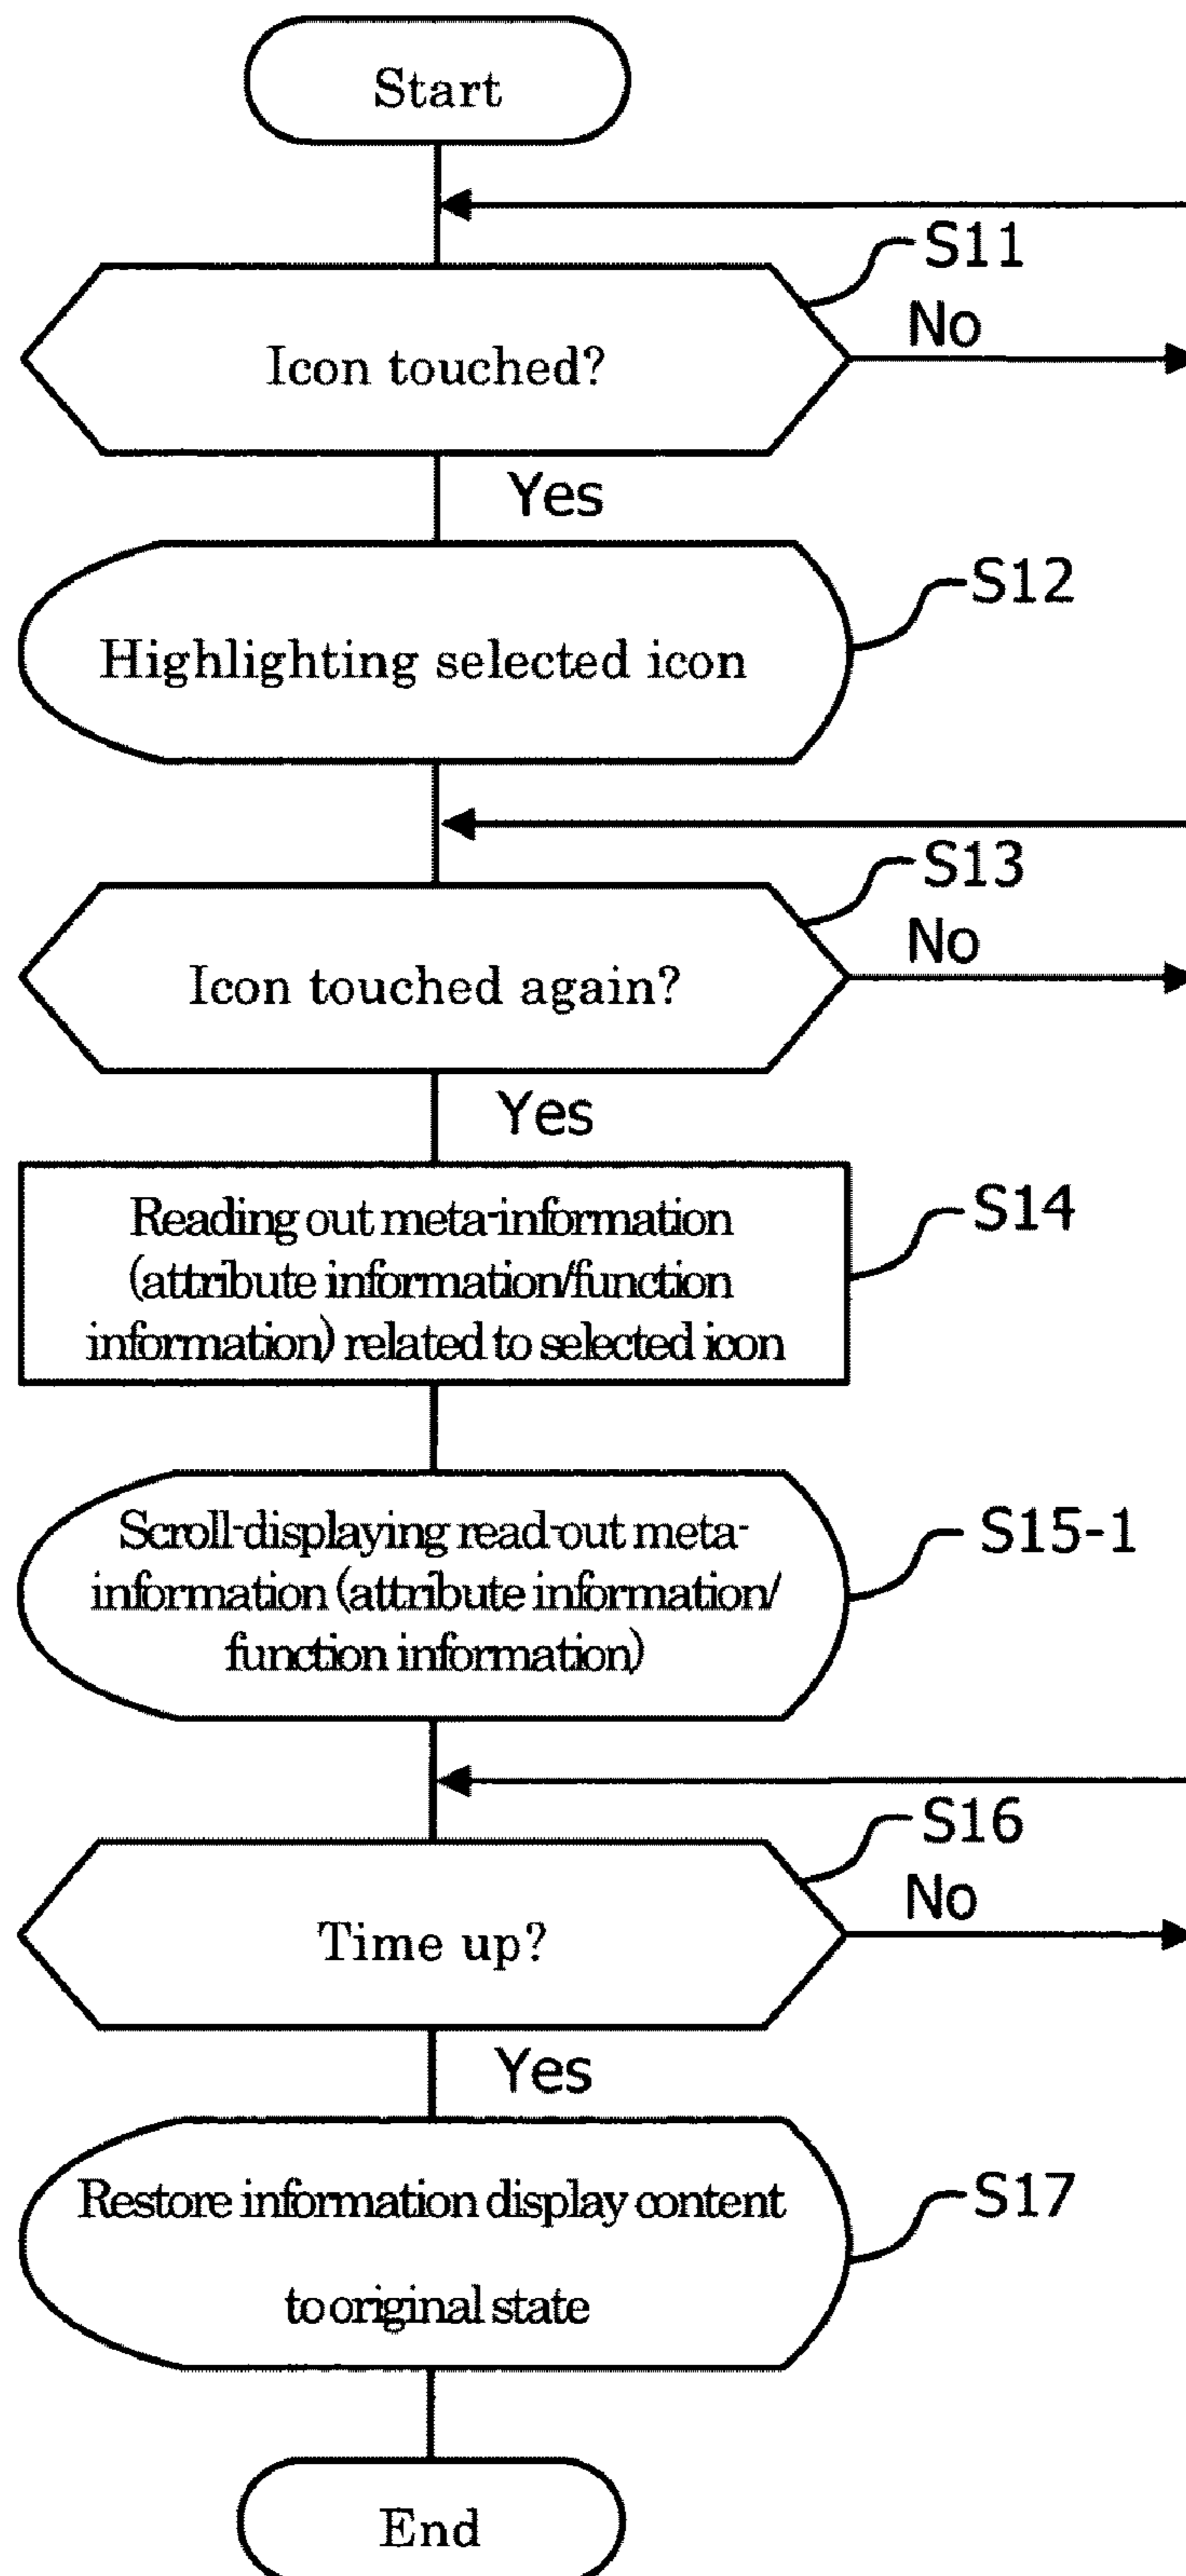 Start
S11
No
Icon touched?
Yes
S12
Highlighting selected icon
S13
No
Icon touched again?
Yes
S14
Reading out meta-information
(attribute information/function
information) related to selected icon
S15-1
Scroll-displaying read-out meta-
information (attribute information/
function information)
S16
No
Time up?
Yes
S17
Restore information display content
to original state
End